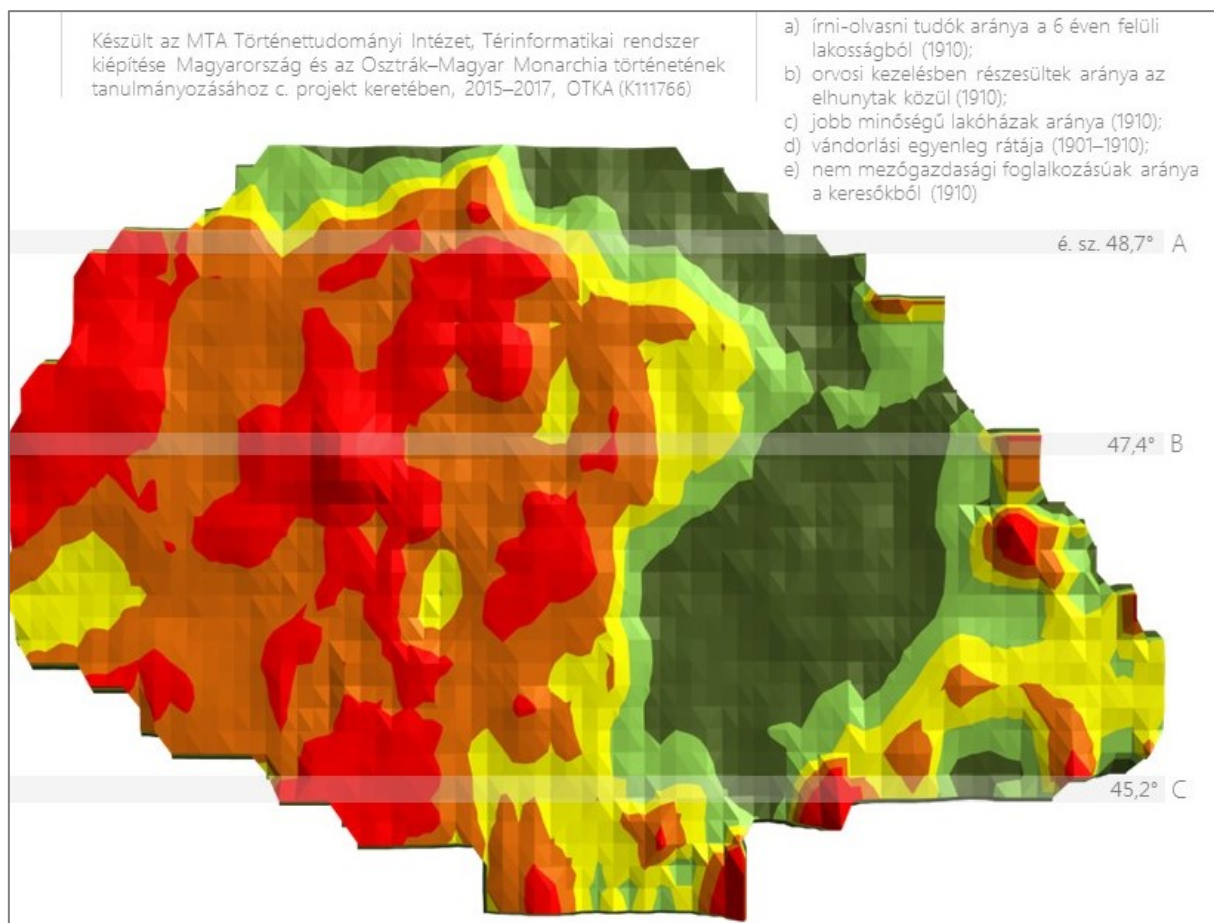 Készült az MTA Történettudományi Intézet, Térinformatikai rendszer
kiépítése Magyarország és az Osztrák–Magyar Monarchia történetének
tanulmányozásához c. projekt keretében, 2015–2017, OTKA (K111766)
a) írni-olvasni tudók aránya a 6 éven felüli
lakosságból (1910);
b) orvosi kezelésben részesültek aránya az
elhunytak közül (1910);
c) jobb minőségű lakóházak aránya (1910);
d) vándorlási egyenleg rátája (1901–1910);
e) nem mezőgazdasági foglalkozásúak aránya
a keresőkből (1910)
é. sz. 48,7° A
47,4° B
45,2° C